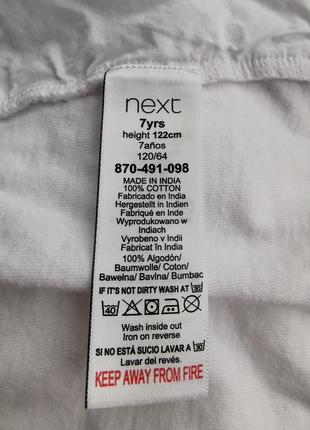 next
7yrs
height 122cm
7años
120/64
870-491-098
MADE IN INDIA
100% COTTON
Fabricado en India
Hergestellt in Indien
Fabriqué en Inde
Wyprodukowano w
Indiach
Vyrobeno v Indii
Fabricat in India
100% Algodón/
Baumwolle/ Coton/
Bawełna/ Bavlna/ Bumbac
IF IT'S NOT DIRTY WASH AT 30
40
Wash inside out
Iron on reverse
SI NO ESTÁ SUCIO LAVAR A 30
Lavar del revés.
KEEP AWAY FROM FIRE